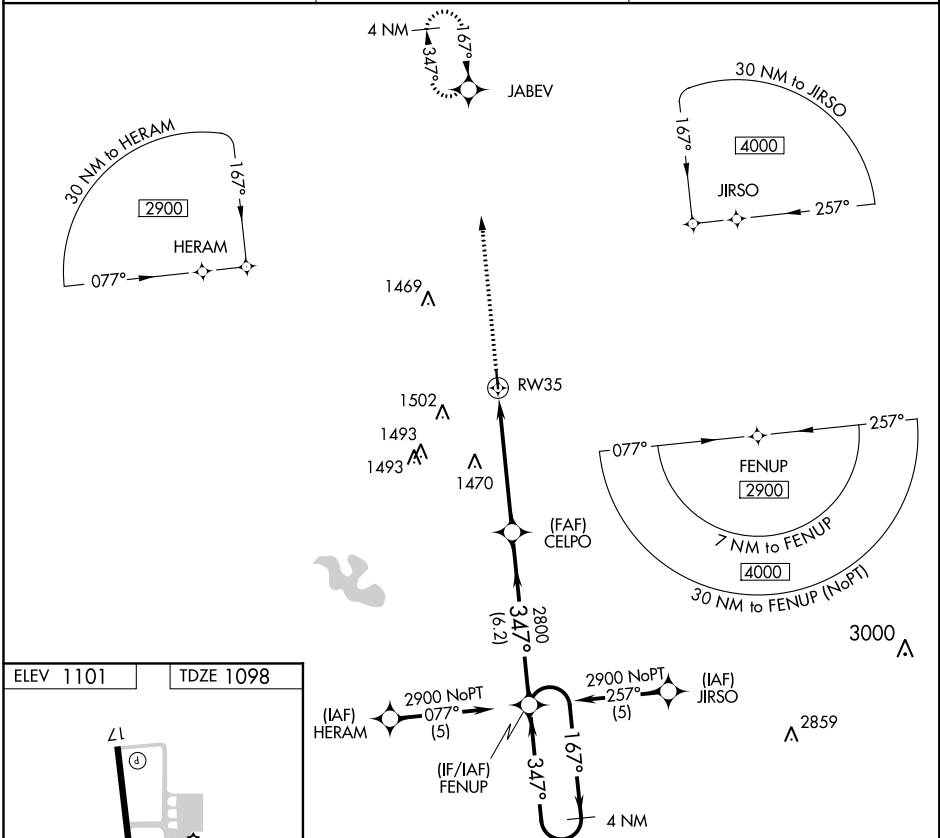 4 NM
347°
167°
JABEV
30 NM to HERAM
167°
2900
HERAM
077°
30 NM to JIRSO
167°
4000
JIRSO
257°
1469
RW35
1502
1493
1493
1470
077°
257°
FENUP
2900
7 NM to FENUP
4000
30 NM to FENUP (NoPT)
(FAF)
CELPO
2800
347°
(6.2)
3000
2859
(IAF)
HERAM
2900 NoPT
077°
(5)
2900 NoPT
257°
(5)
(IAF)
JIRSO
(IF/IAF)
FENUP
347°
167°
4 NM
ELEV 1101
TDZE 1098
17
P